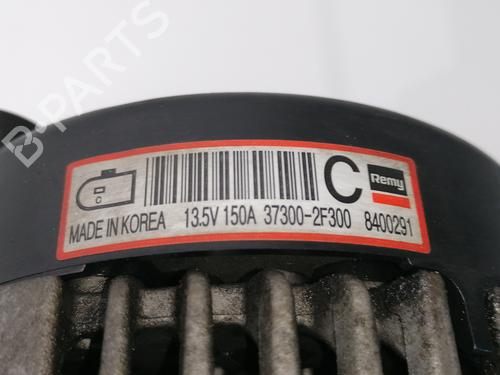 B-PARTS
C
Remy
MADE IN KOREA 13.5V 150A 37300-2F300 8400291